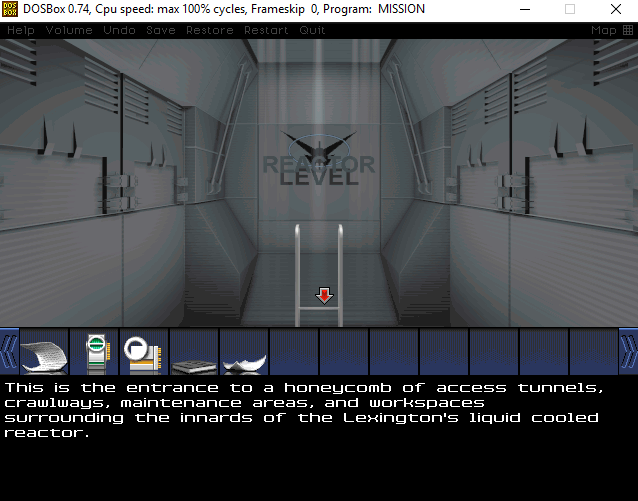 DOSBox 0.74, Cpu speed: max 100% cycles, Frameskip 0, Program: MISSION
Help Volume Undo Save Restore Restart Quit Map
REACTOR
LEVEL
This is the entrance to a honeycomb of access tunnels,
crawlways, maintenance areas, and workspaces
surrounding the innards of the Lexington's liquid cooled
reactor.